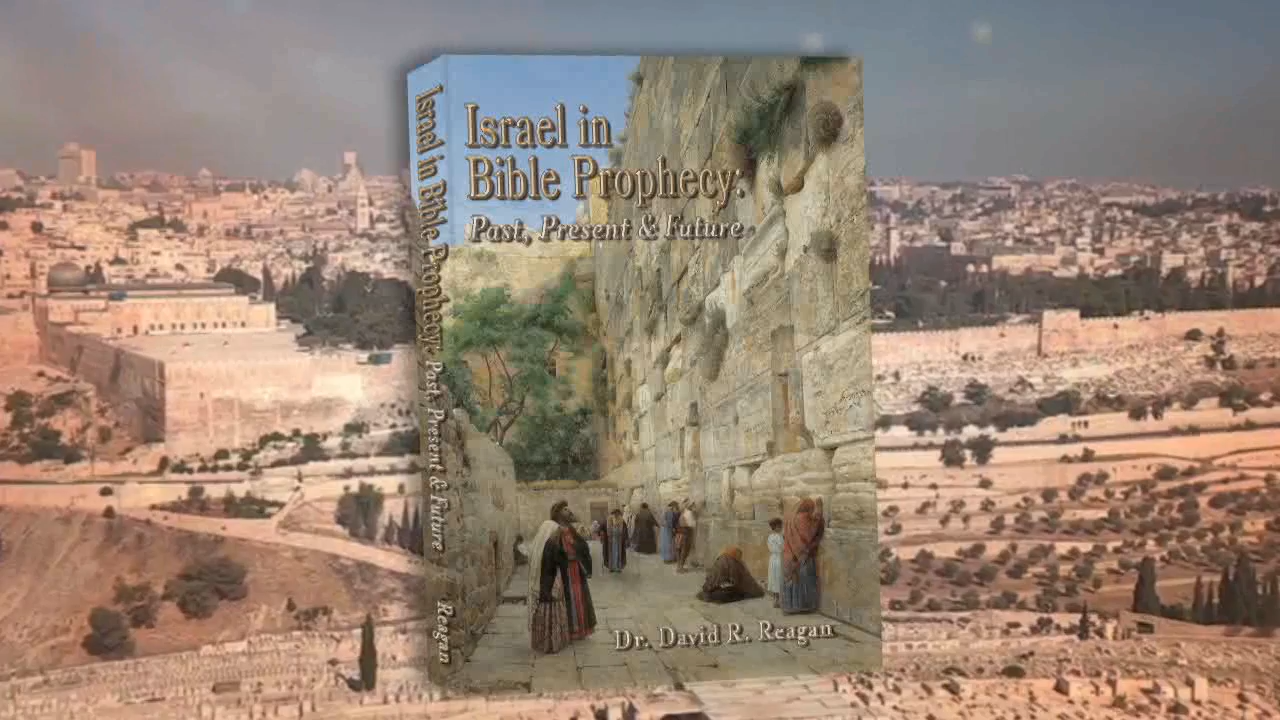 Israel in
Bible Prophecy:
Past, Present & Future
Dr. David R. Reagan
Israel in Bible Prophecy: Past, Present & Future / Reagan